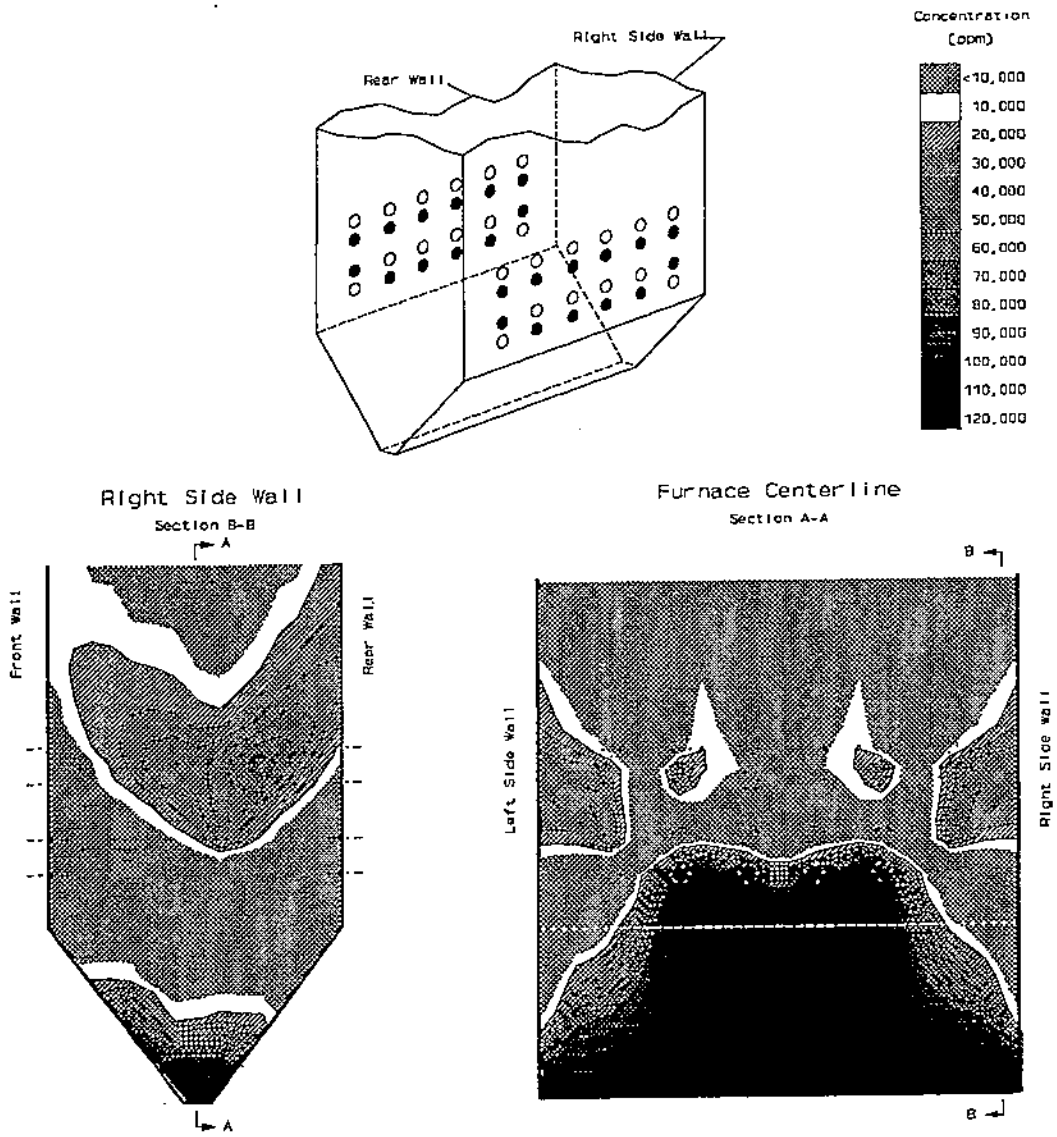 Concentration
(ppm)
Right Side Wall
Rear Wall
<10,000
10,000
20,000
30,000
40,000
50,000
60,000
70,000
80,000
90,000
100,000
110,000
120,000
Right Side Wall
Section B-B
A
Front Wall
Rear Wall
A
Furnace Centerline
Section A-A
B
Left Side Wall
Right Side Wall
B